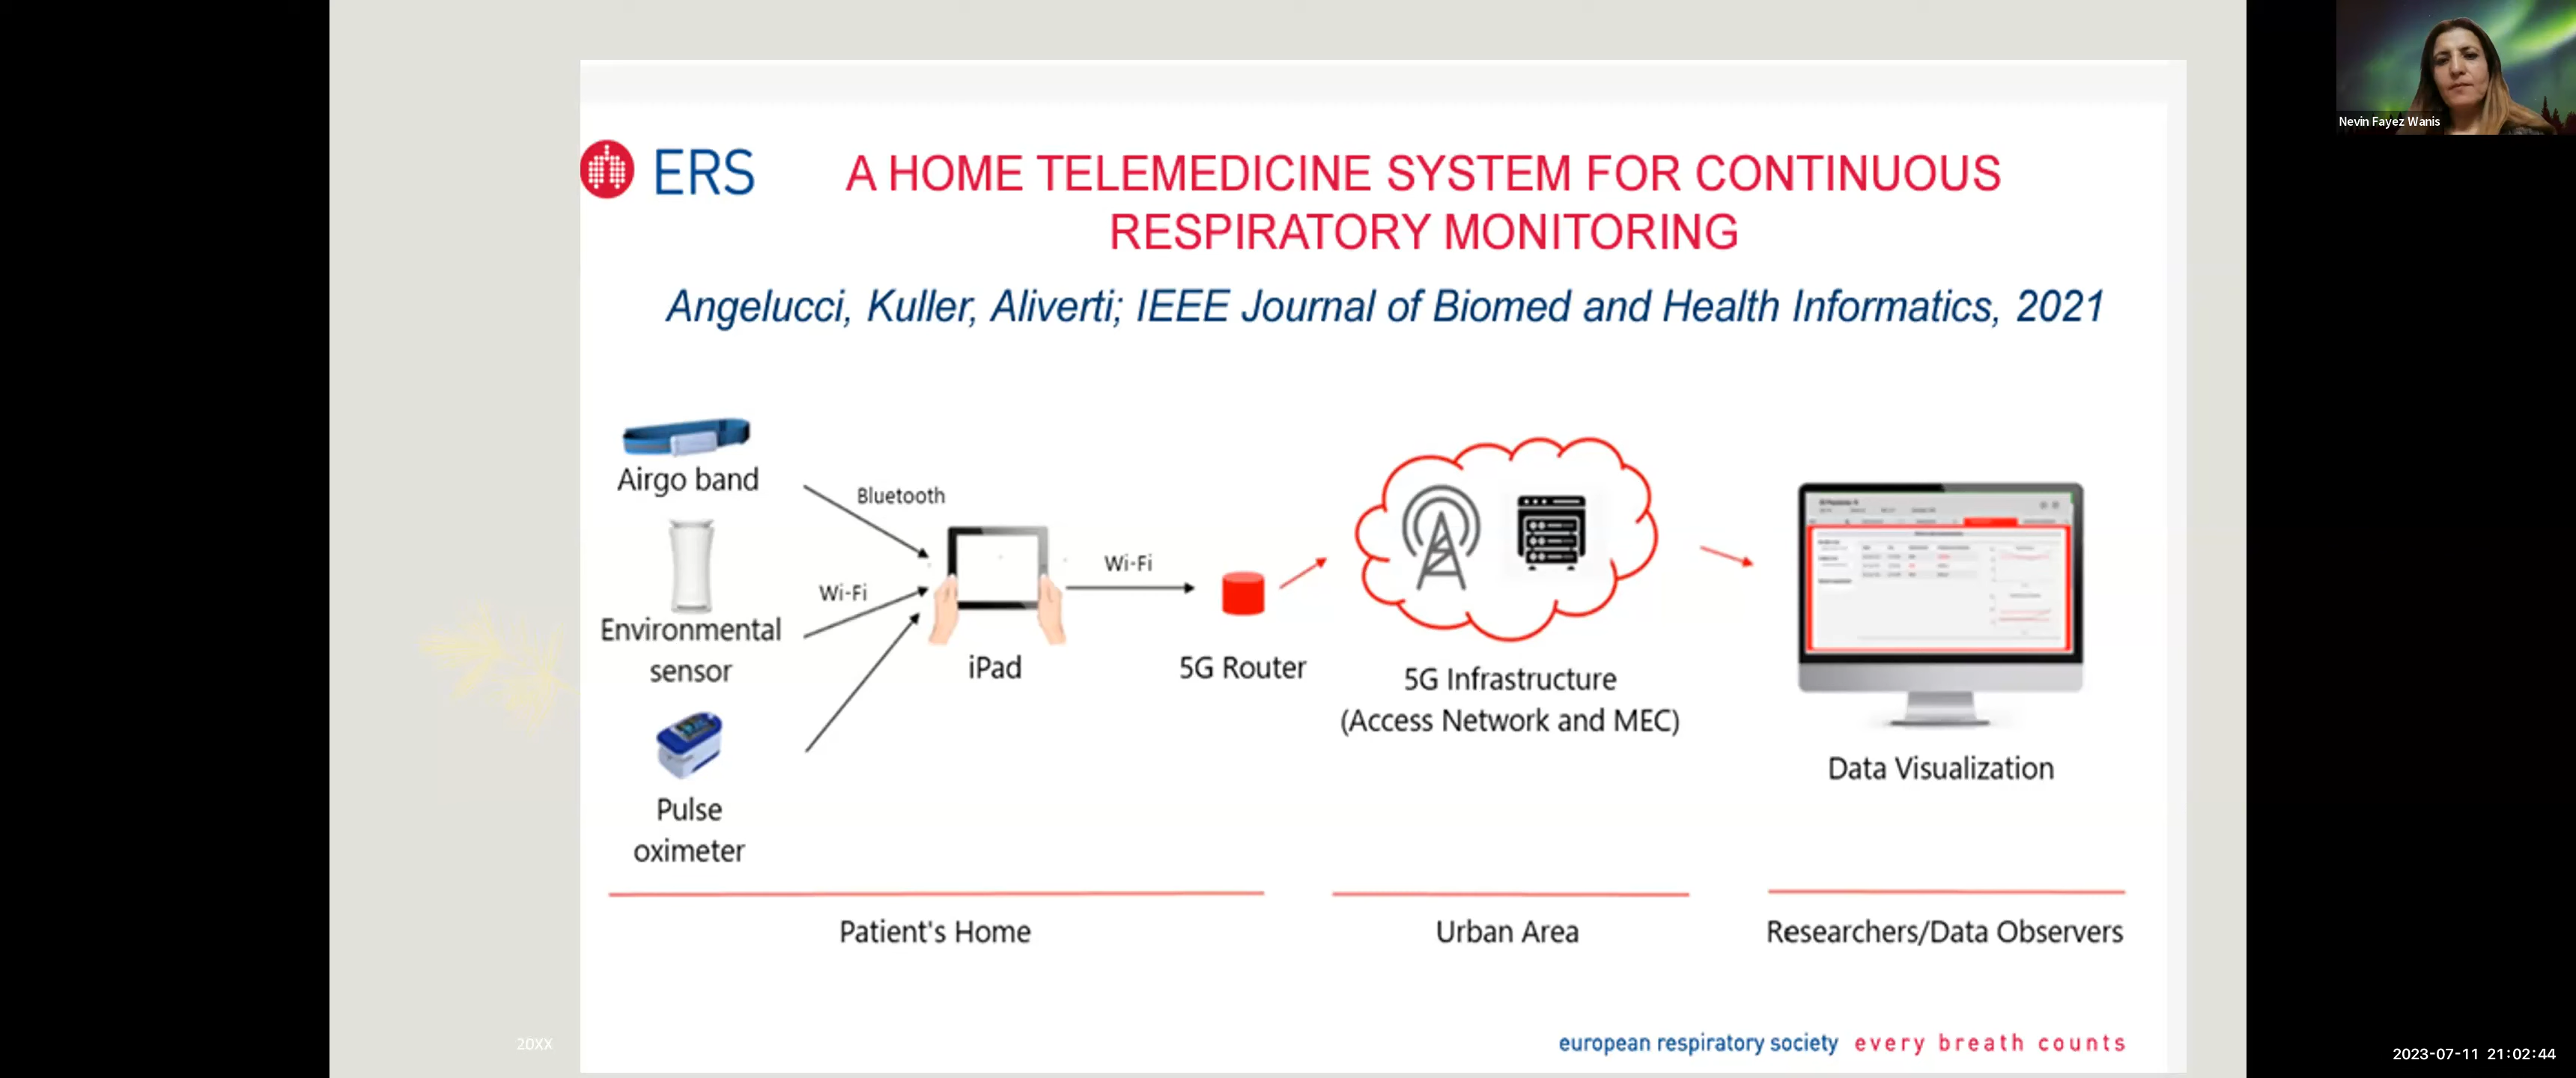 Nevin Fayez Wanis
ERS
A HOME TELEMEDICINE SYSTEM FOR CONTINUOUS
RESPIRATORY MONITORING
Angelucci, Kuller, Aliverti; IEEE Journal of Biomed and Health Informatics, 2021
Airgo band
Bluetooth
Environmental
sensor
Wi-Fi
Pulse
oximeter
iPad
Wi-Fi
5G Router
5G Infrastructure
(Access Network and MEC)
Data Visualization
Patient's Home
Urban Area
Researchers/Data Observers
20XX
european respiratory society every breath counts
2023-07-11 21:02:44